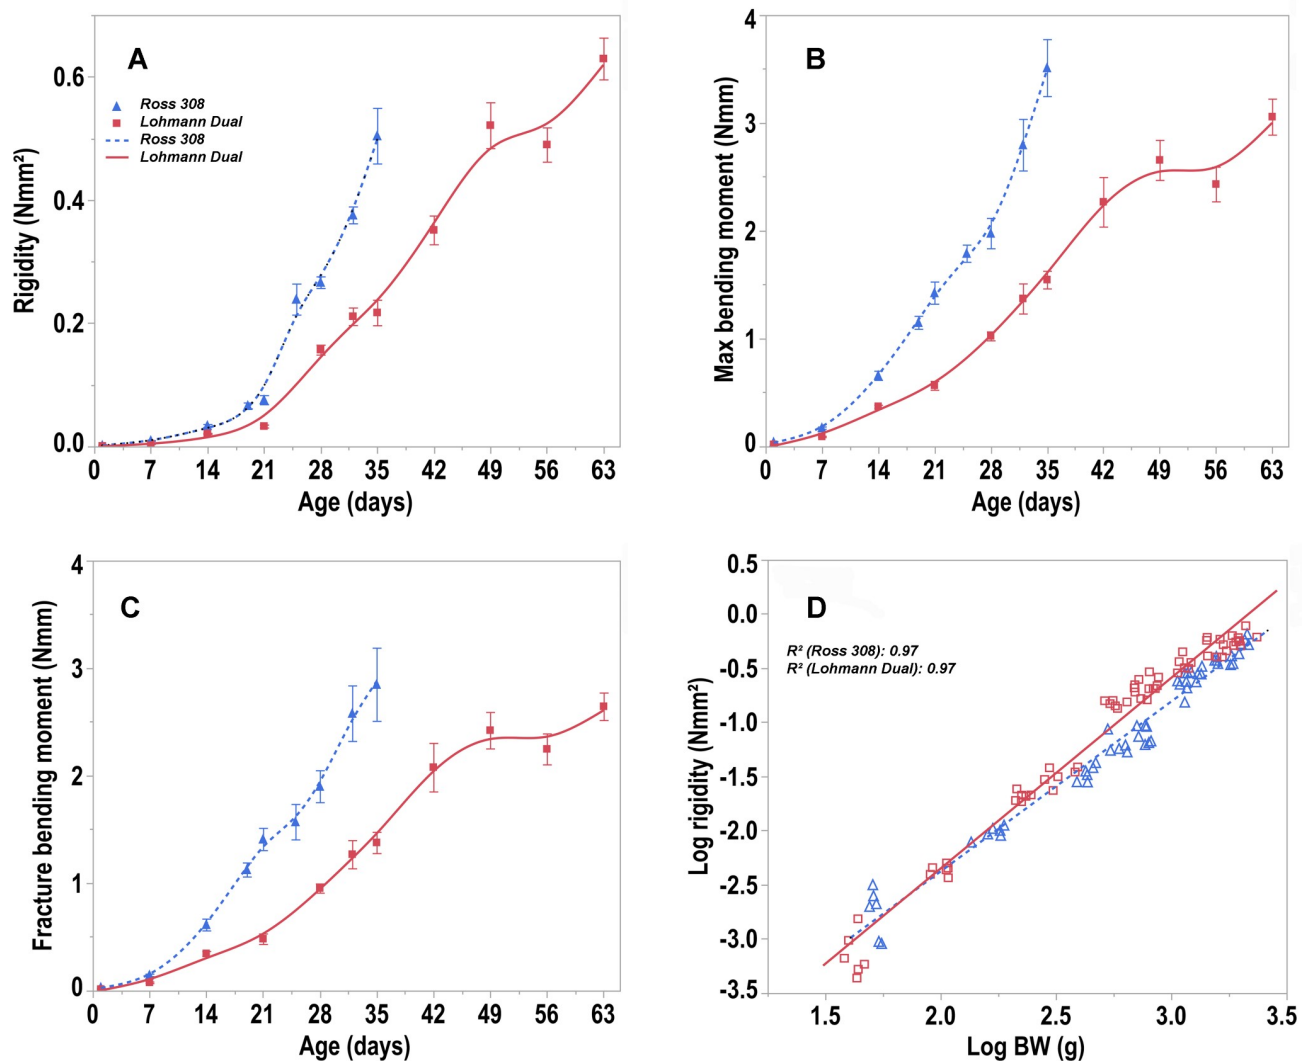 A
Ross 308
Lohmann Dual
Ross 308
Lohmann Dual
Rigidity (Nmm²)
0.6
0.4
0.2
0.0
0 7 14 21 28 35 42 49 56 63
Age (days)
B
Max bending moment (Nmm)
4
3
2
1
0
0 7 14 21 28 35 42 49 56 63
Age (days)
C
Fracture bending moment (Nmm)
4
3
2
1
0
0 7 14 21 28 35 42 49 56 63
Age (days)
D
R² (Ross 308): 0.97
R² (Lohmann Dual): 0.97
Log rigidity (Nmm²)
0.5
0.0
-0.5
-1.0
-1.5
-2.0
-2.5
-3.0
-3.5
1.5 2.0 2.5 3.0 3.5
Log BW (g)